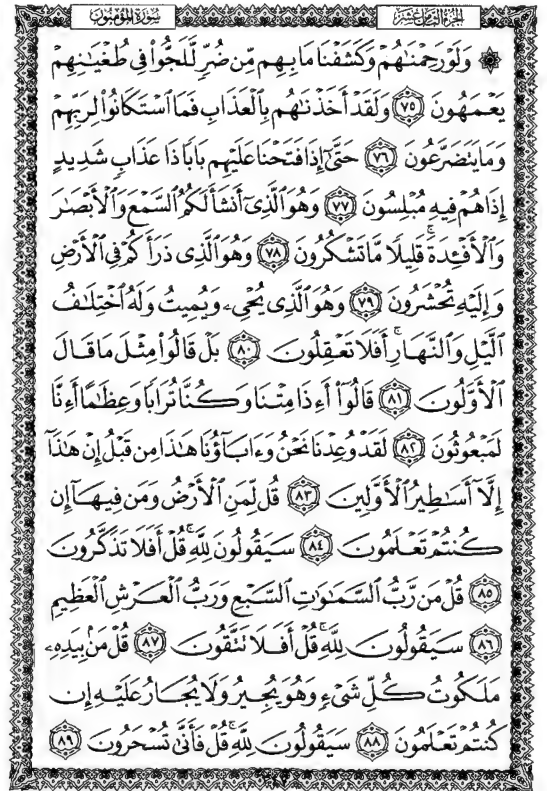 سورة المؤمنون الجزء الثامن عشر
۞ وَلَوْ رَحِمْنَٰهُمْ وَكَشَفْنَا مَا بِهِم مِّن ضُرٍّ لَّلَجُّوا۟ فِى طُغْيَٰنِهِمْ
يَعْمَهُونَ ٧٥ وَلَقَدْ أَخَذْنَٰهُم بِٱلْعَذَابِ فَمَا ٱسْتَكَانُوا۟ لِرَبِّهِمْ
وَمَا يَتَضَرَّعُونَ ٧٦ حَتَّىٰٓ إِذَا فَتَحْنَا عَلَيْهِم بَابًا ذَا عَذَابٍ شَدِيدٍ
إِذَا هُمْ فِيهِ مُبْلِسُونَ ٧٧ وَهُوَ ٱلَّذِىٓ أَنشَأَ لَكُمُ ٱلسَّمْعَ وَٱلْأَبْصَٰرَ
وَٱلْأَفْـِٔدَةَ ۚ قَلِيلًا مَّا تَشْكُرُونَ ٧٨ وَهُوَ ٱلَّذِى ذَرَأَكُمْ فِى ٱلْأَرْضِ
وَإِلَيْهِ تُحْشَرُونَ ٧٩ وَهُوَ ٱلَّذِى يُحْىِۦ وَيُمِيتُ وَلَهُ ٱخْتِلَٰفُ
ٱلَّيْلِ وَٱلنَّهَارِ ۚ أَفَلَا تَعْقِلُونَ ٨٠ بَلْ قَالُوا۟ مِثْلَ مَا قَالَ
ٱلْأَوَّلُونَ ٨١ قَالُوٓا۟ أَءِذَا مِتْنَا وَكُنَّا تُرَابًا وَعِظَٰمًا أَءِنَّا
لَمَبْعُوثُونَ ٨٢ لَقَدْ وُعِدْنَا نَحْنُ وَءَابَآؤُنَا هَٰذَا مِن قَبْلُ إِنْ هَٰذَآ
إِلَّآ أَسَٰطِيرُ ٱلْأَوَّلِينَ ٨٣ قُل لِّمَنِ ٱلْأَرْضُ وَمَن فِيهَآ إِن
كُنتُمْ تَعْلَمُونَ ٨٤ سَيَقُولُونَ لِلَّهِ ۚ قُلْ أَفَلَا تَذَكَّرُونَ
٨٥ قُلْ مَن رَّبُّ ٱلسَّمَٰوَٰتِ ٱلسَّبْعِ وَرَبُّ ٱلْعَرْشِ ٱلْعَظِيمِ
٨٦ سَيَقُولُونَ لِلَّهِ ۚ قُلْ أَفَلَا تَتَّقُونَ ٨٧ قُلْ مَنۢ بِيَدِهِۦ
مَلَكُوتُ كُلِّ شَىْءٍ وَهُوَ يُجِيرُ وَلَا يُجَارُ عَلَيْهِ إِن
كُنتُمْ تَعْلَمُونَ ٨٨ سَيَقُولُونَ لِلَّهِ ۚ قُلْ فَأَنَّىٰ تُسْحَرُونَ ٨٩